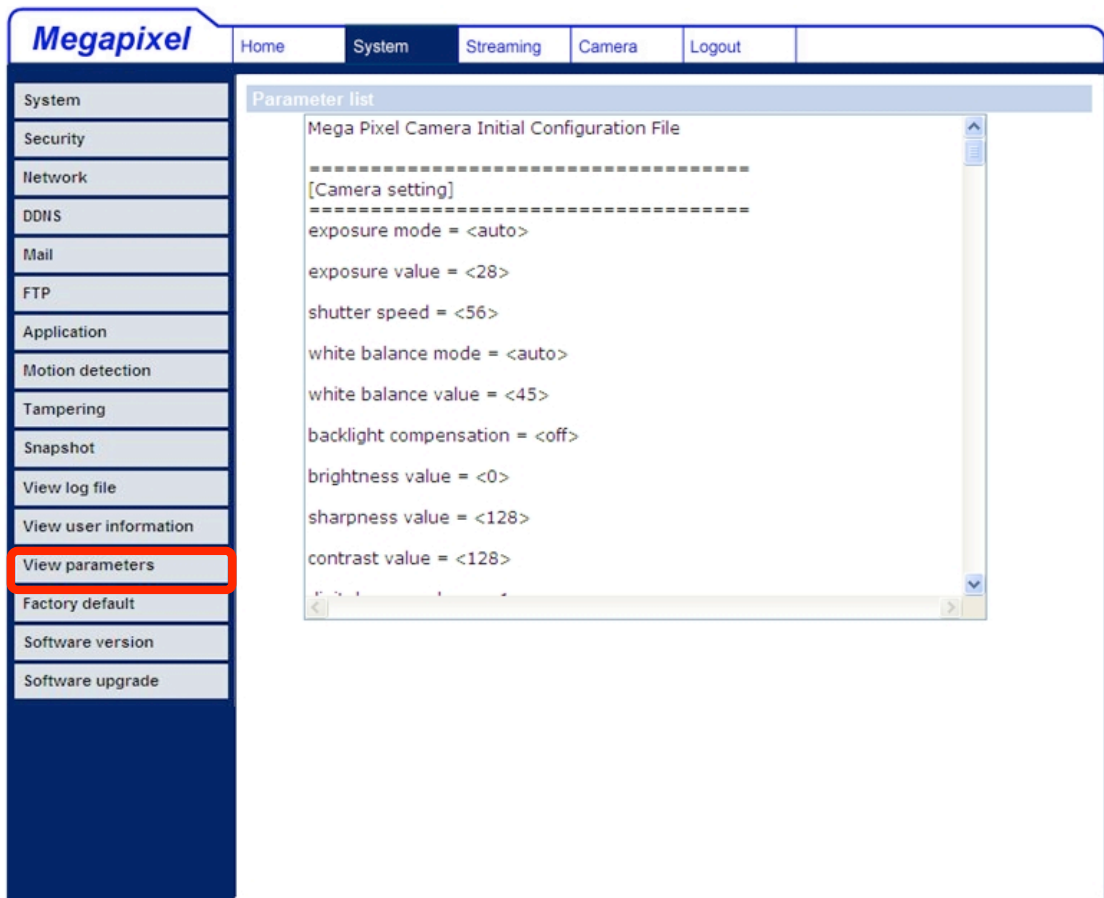 Megapixel
Home
System
Streaming
Camera
Logout
System
Security
Network
DDNS
Mail
FTP
Application
Motion detection
Tampering
Snapshot
View log file
View user information
View parameters
Factory default
Software version
Software upgrade
Parameter list
Mega Pixel Camera Initial Configuration File
====================================
[Camera setting]
====================================
exposure mode = <auto>
exposure value = <28>
shutter speed = <56>
white balance mode = <auto>
white balance value = <45>
backlight compensation = <off>
brightness value = <0>
sharpness value = <128>
contrast value = <128>